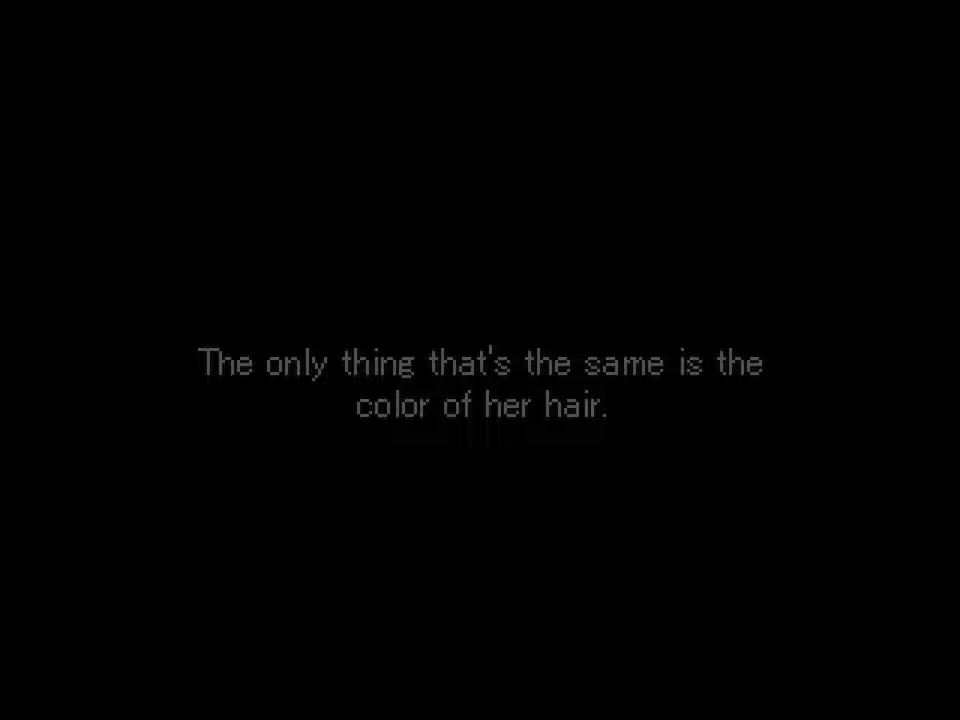 The only thing that's the same is the
color of her hair.